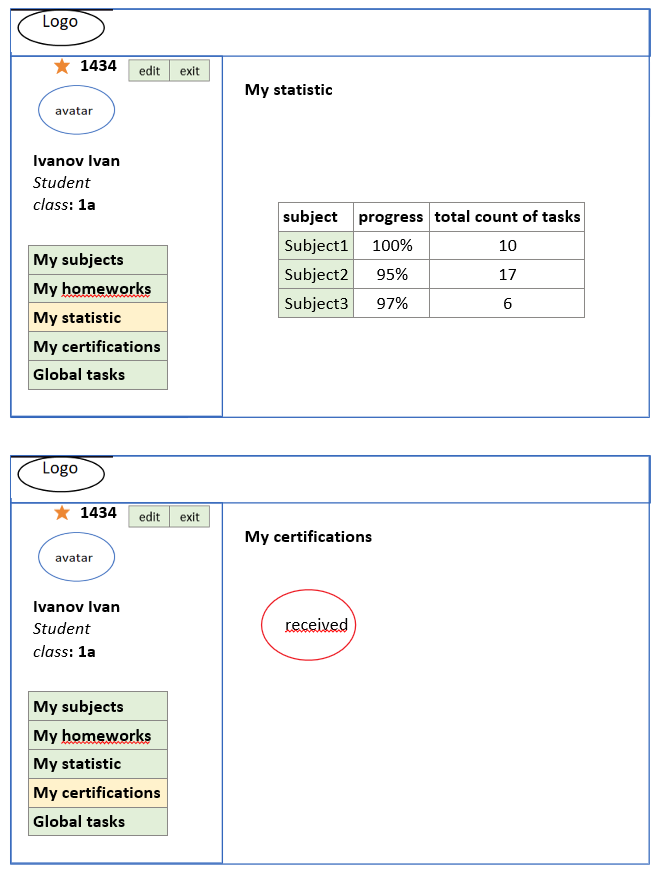 Logo
1434 edit exit
avatar
My statistic
Ivanov Ivan
Student
class: 1a
subject progress total count of tasks
Subject1 100% 10
Subject2 95% 17
Subject3 97% 6
My subjects
My homeworks
My statistic
My certifications
Global tasks
Logo
1434 edit exit
avatar
My certifications
Ivanov Ivan
Student
class: 1a
received
My subjects
My homeworks
My statistic
My certifications
Global tasks